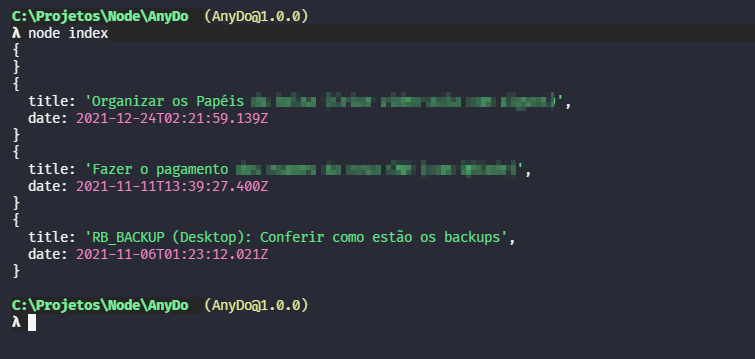 C:\Projetos\Node\AnyDo (AnyDo@1.0.0)
λ node index
{
}
{
title: 'Organizar os Papéis )',
date: 2021-12-24T02:21:59.139Z
}
{
title: 'Fazer o pagamento ',
date: 2021-11-11T13:39:27.400Z
}
{
title: 'RB_BACKUP (Desktop): Conferir como estão os backups',
date: 2021-11-06T01:23:12.021Z
}
C:\Projetos\Node\AnyDo (AnyDo@1.0.0)
λ